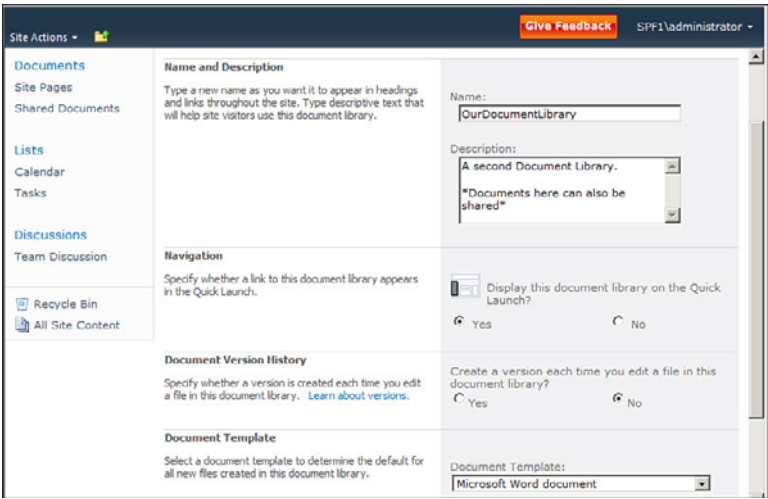 Give Feedback
SPF1\administrator
Site Actions
Documents
Site Pages
Shared Documents
Lists
Calendar
Tasks
Discussions
Team Discussion
Recycle Bin
All Site Content
Name and Description
Type a new name as you want it to appear in headings
and links throughout the site. Type descriptive text that
will help site visitors use this document library.
Name:
OurDocumentLibrary
Description:
A second Document Library.
*Documents here can also be
shared*
Navigation
Specify whether a link to this document library appears
in the Quick Launch.
Display this document library on the Quick
Launch?
Yes
No
Document Version History
Specify whether a version is created each time you edit
a file in this document library. Learn about versions.
Create a version each time you edit a file in this
document library?
Yes
No
Document Template
Select a document template to determine the default for
all new files created in this document library.
Document Template:
Microsoft Word document